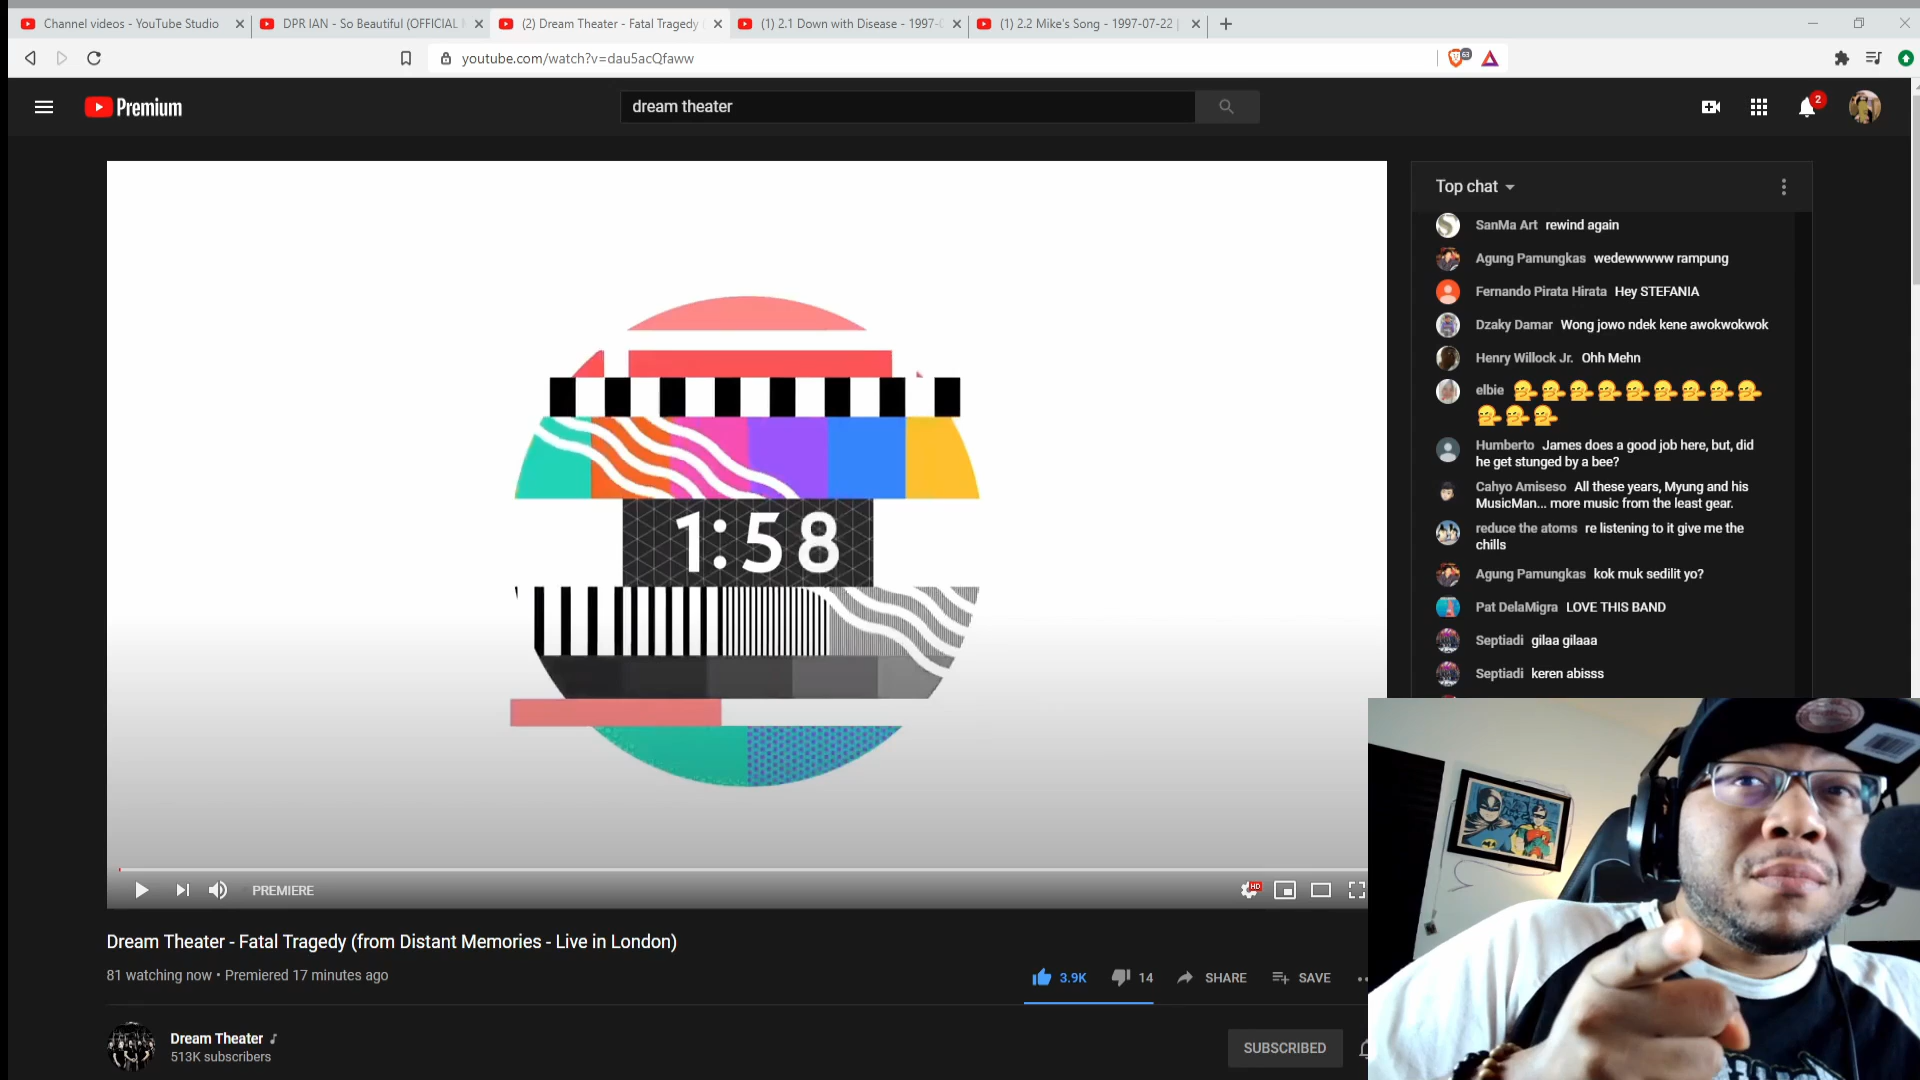 Channel videos - YouTube Studio
DPR IAN - So Beautiful (OFFICIAL
(2) Dream Theater - Fatal Tragedy
(1) 2.1 Down with Disease - 1997-
(1) 2.2 Mike's Song - 1997-07-22
youtube.com/watch?v=dau5acQfaww
Premium
dream theater
2
Top chat
SanMa Art rewind again
Agung Pamungkas wedewwwww rampung
Fernando Pirata Hirata Hey STEFANIA
Dzaky Damar Wong jowo ndek kene awokwokwok
Henry Willock Jr. Ohh Mehn
elbie
Humberto James does a good job here, but, did
he get stunged by a bee?
Cahyo Amiseso All these years, Myung and his
MusicMan... more music from the least gear.
reduce the atoms re listening to it give me the
chills
Agung Pamungkas kok muk sedilit yo?
Pat DelaMigra LOVE THIS BAND
Septiadi gilaa gilaaa
Septiadi keren abisss
1:58
PREMIERE
HD
Dream Theater - Fatal Tragedy (from Distant Memories - Live in London)
81 watching now • Premiered 17 minutes ago
3.9K
14
SHARE
SAVE
Dream Theater
513K subscribers
SUBSCRIBED